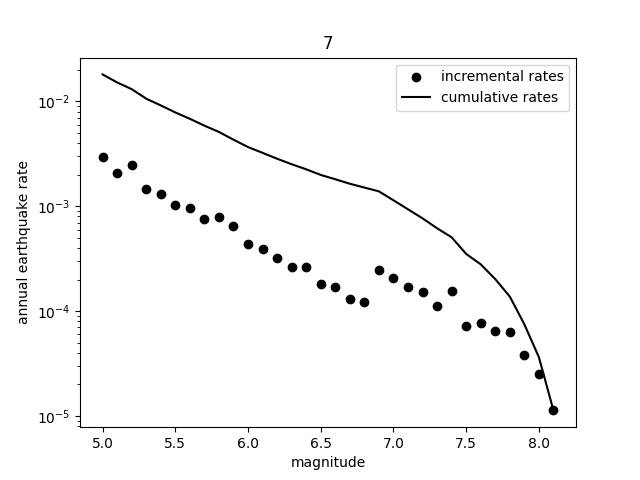 7
incremental rates
cumulative rates
annual earthquake rate
10⁻²
10⁻³
10⁻⁴
10⁻⁵
5.0 5.5 6.0 6.5 7.0 7.5 8.0
magnitude